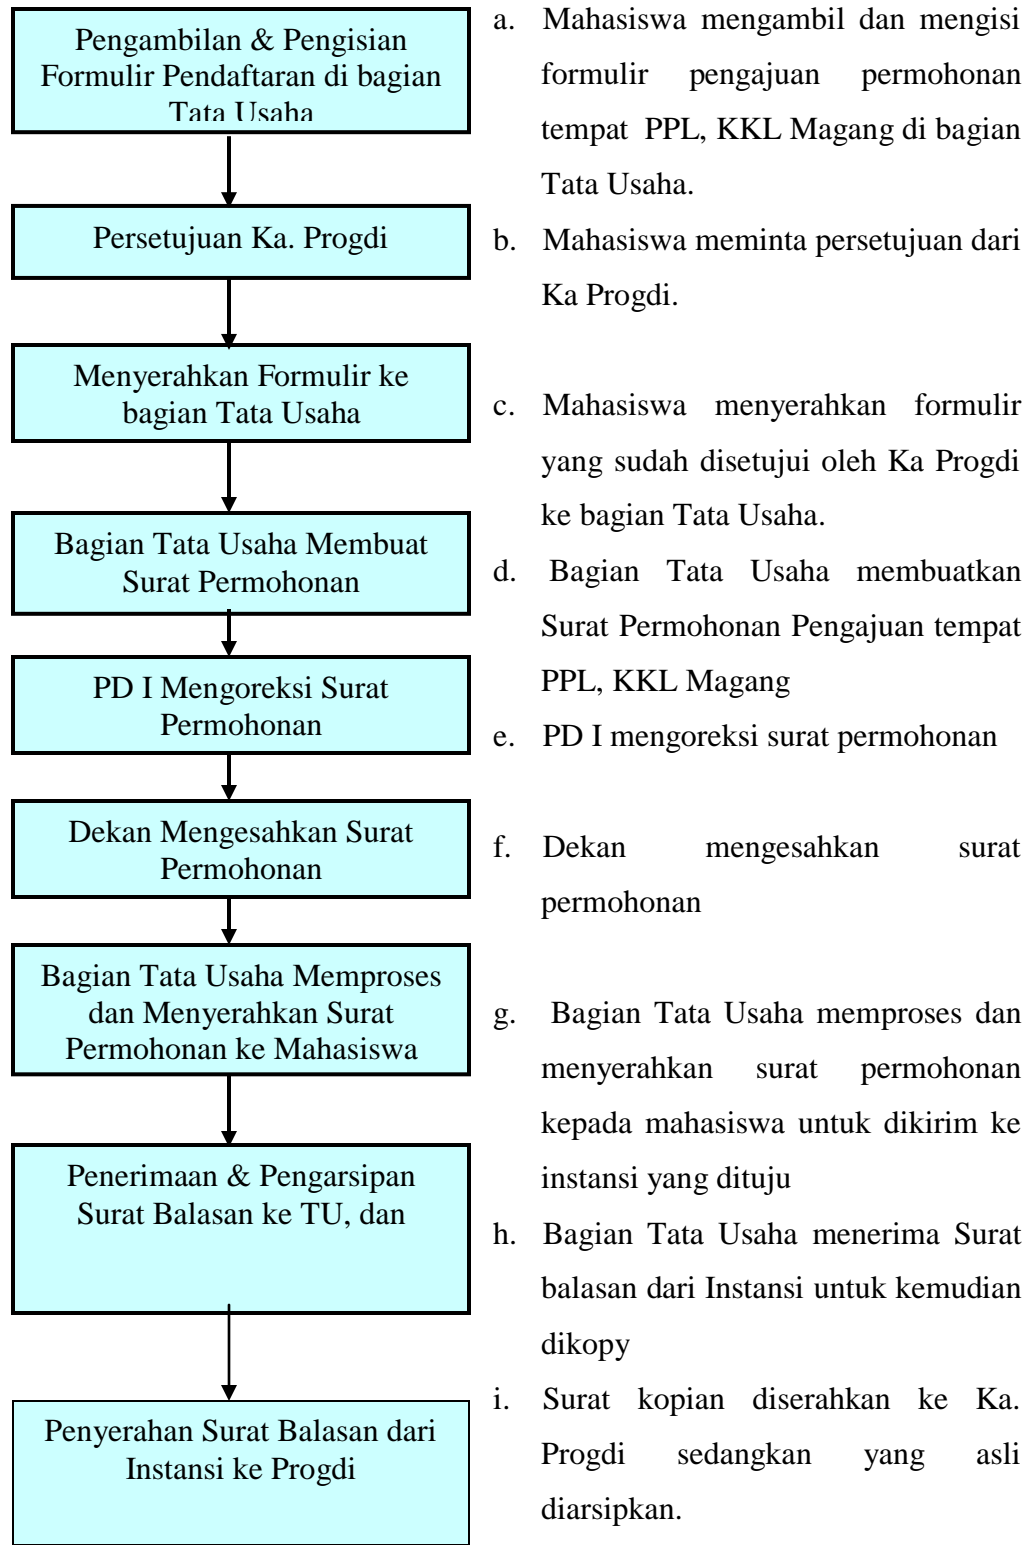 Pengambilan & Pengisian
Formulir Pendaftaran di bagian
Tata Usaha
Persetujuan Ka. Progdi
Menyerahkan Formulir ke
bagian Tata Usaha
Bagian Tata Usaha Membuat
Surat Permohonan
PD I Mengoreksi Surat
Permohonan
Dekan Mengesahkan Surat
Permohonan
Bagian Tata Usaha Memproses
dan Menyerahkan Surat
Permohonan ke Mahasiswa
Penerimaan & Pengarsipan
Surat Balasan ke TU, dan
Penyerahan Surat Balasan dari
Instansi ke Progdi
a. Mahasiswa mengambil dan mengisi
formulir pengajuan permohonan
tempat PPL, KKL Magang di bagian
Tata Usaha.
b. Mahasiswa meminta persetujuan dari
Ka Progdi.
c. Mahasiswa menyerahkan formulir
yang sudah disetujui oleh Ka Progdi
ke bagian Tata Usaha.
d. Bagian Tata Usaha membuatkan
Surat Permohonan Pengajuan tempat
PPL, KKL Magang
e. PD I mengoreksi surat permohonan
f. Dekan mengesahkan surat
permohonan
g. Bagian Tata Usaha memproses dan
menyerahkan surat permohonan
kepada mahasiswa untuk dikirim ke
instansi yang dituju
h. Bagian Tata Usaha menerima Surat
balasan dari Instansi untuk kemudian
dikopy
i. Surat kopian diserahkan ke Ka.
Progdi sedangkan yang asli
diarsipkan.